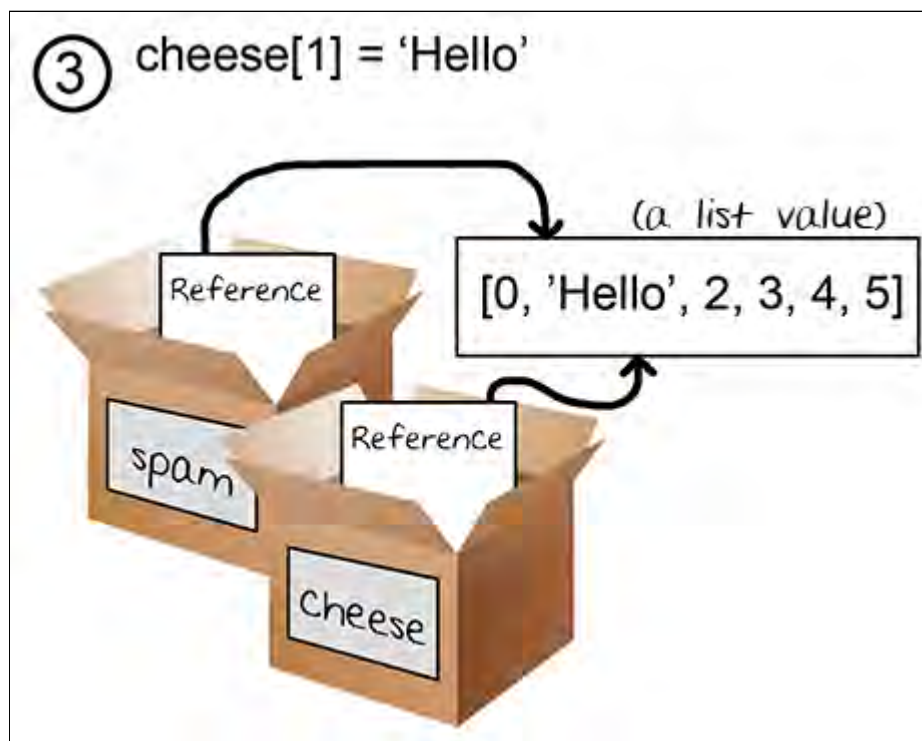 3 cheese[1] = ‘Hello’
(a list value)
[0, ’Hello’, 2, 3, 4, 5]
Reference
spam
Reference
cheese